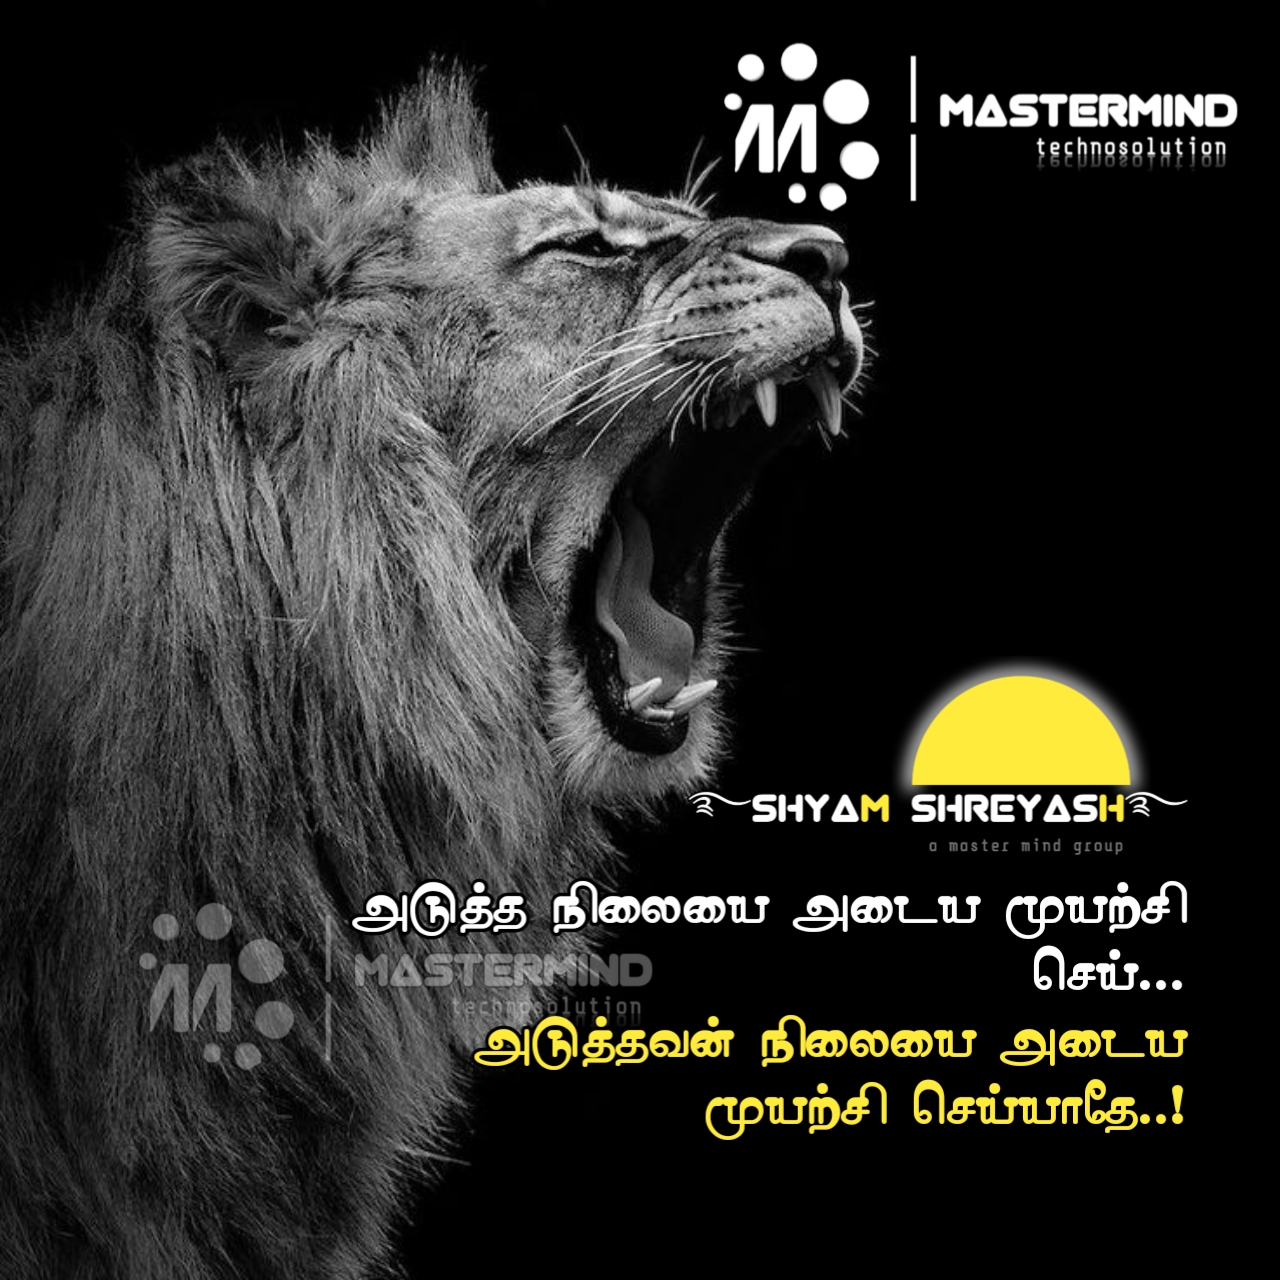 M
MASTERMIND
technosolution
SHYAM SHREYASH
a master mind group
அடுத்த நிலையை அடைய முயற்சி
செய்...
M
MASTERMIND
technosolution
அடுத்தவன் நிலையை அடைய
முயற்சி செய்யாதே..!